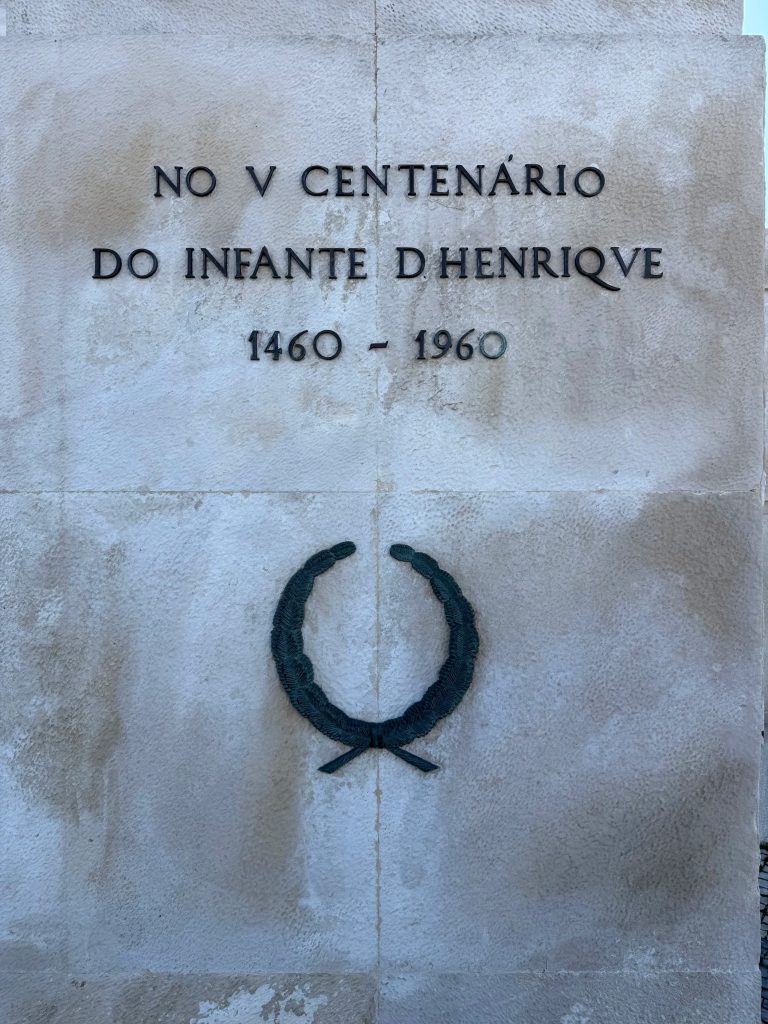 NO V CENTENÁRIO
DO INFANTE D.HENRIQVE
1460 - 1960